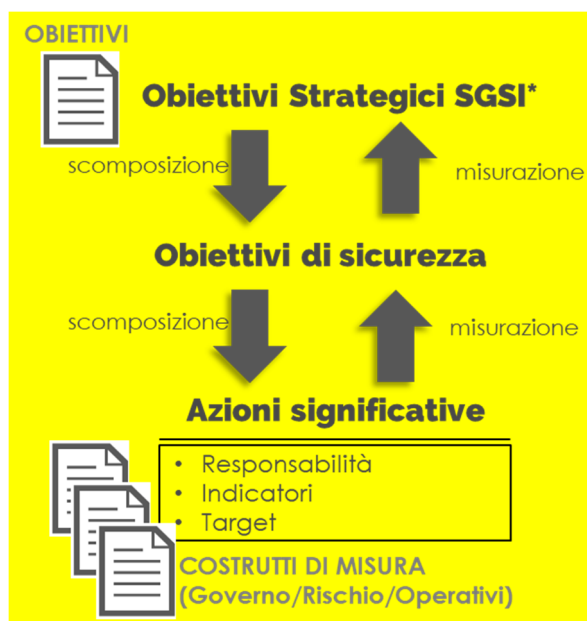 OBIETTIVI
Obiettivi Strategici SGSI*
scomposizione
misurazione
Obiettivi di sicurezza
scomposizione
misurazione
Azioni significative
• Responsabilità
• Indicatori
• Target
COSTRUTTI DI MISURA
(Governo/Rischio/Operativi)